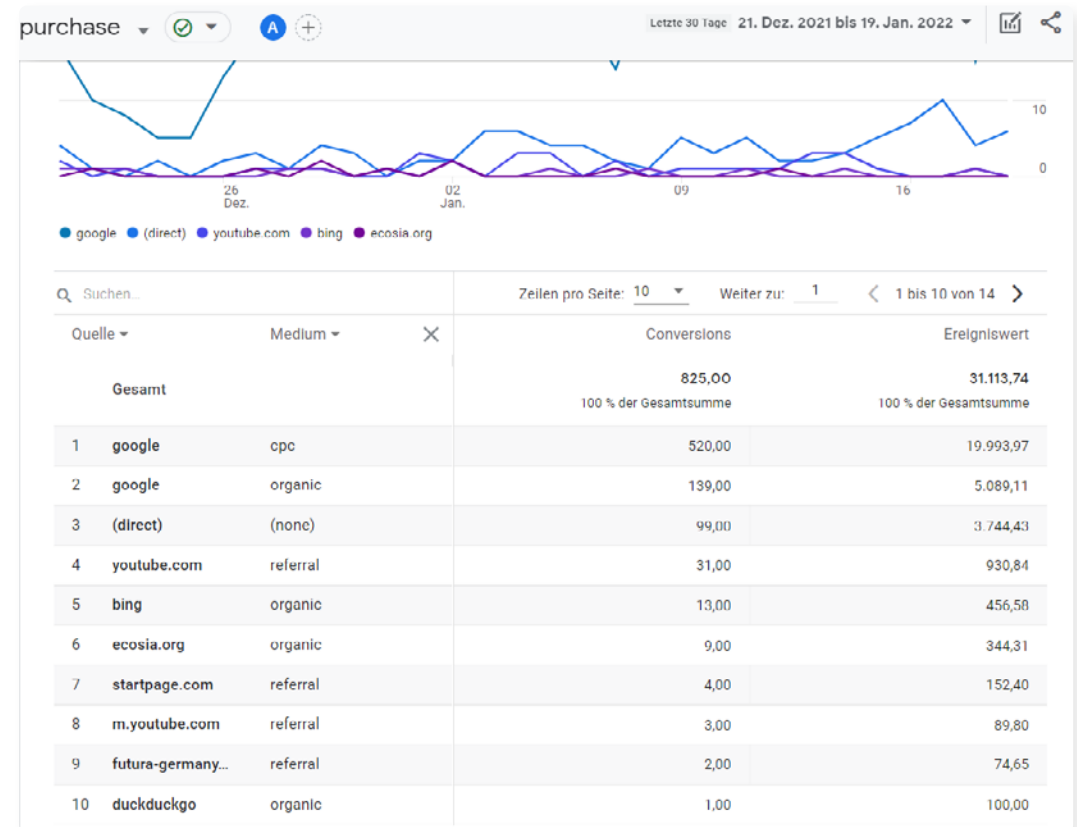 purchase A Letzte 30 Tage 21. Dez. 2021 bis 19. Jan. 2022
10
0
26 02 09 16
Dez. Jan.
google (direct) youtube.com bing ecosia.org
Suchen... Zeilen pro Seite: 10 Weiter zu: 1 1 bis 10 von 14
Quelle Medium Conversions Ereigniswert
Gesamt 825,00 31.113,74
100 % der Gesamtsumme 100 % der Gesamtsumme
1 google cpc 520,00 19.993,97
2 google organic 139,00 5.089,11
3 (direct) (none) 99,00 3.744,43
4 youtube.com referral 31,00 930,84
5 bing organic 13,00 456,58
6 ecosia.org organic 9,00 344,31
7 startpage.com referral 4,00 152,40
8 m.youtube.com referral 3,00 89,80
9 futura-germany... referral 2,00 74,65
10 duckduckgo organic 1,00 100,00